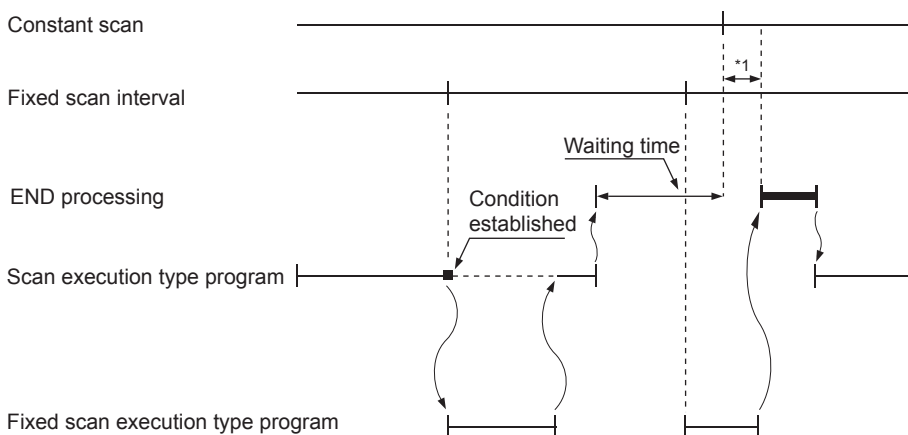 Constant scan
*1
Fixed scan interval
Waiting time
END processing
Condition
established
Scan execution type program
Fixed scan execution type program